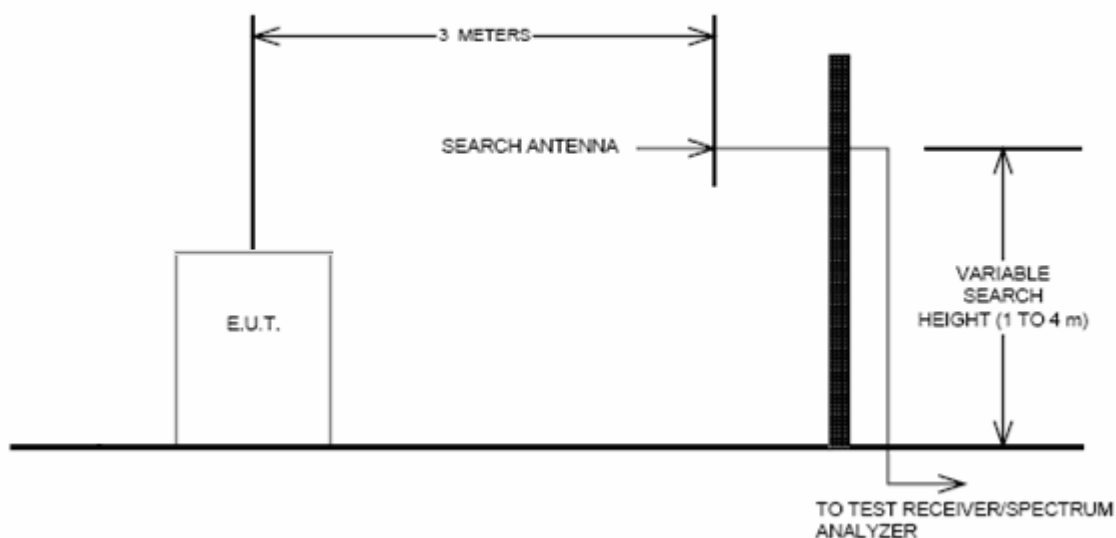 3 METERS
SEARCH ANTENNA
E.U.T.
VARIABLE
SEARCH
HEIGHT (1 TO 4 m)
TO TEST RECEIVER/SPECTRUM
ANALYZER